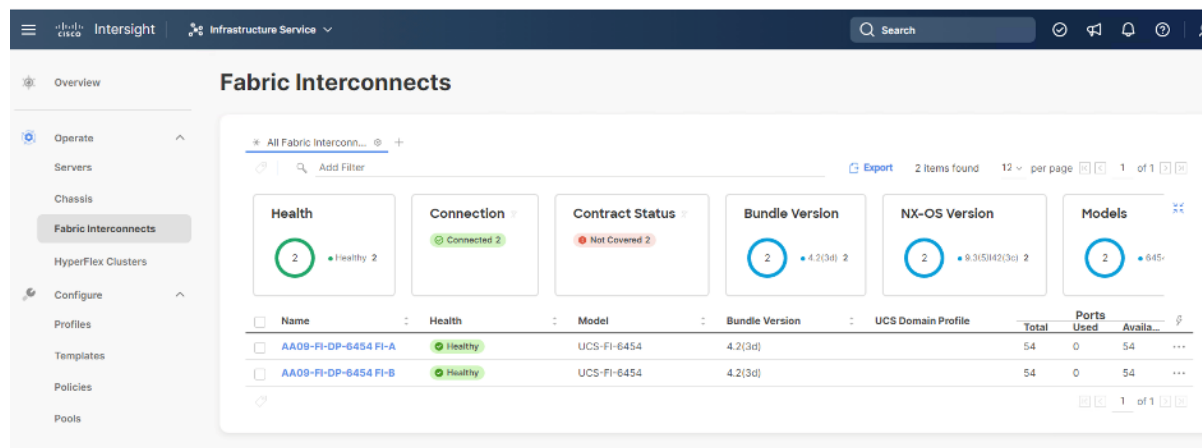 cisco Intersight Infrastructure Service Search
Overview
Operate
Servers
Chassis
Fabric Interconnects
HyperFlex Clusters
Configure
Profiles
Templates
Policies
Pools
Fabric Interconnects
All Fabric Interconn...
Add Filter Export 2 items found 12 per page 1 of 1
Health Connection Contract Status Bundle Version NX-OS Version Models
2 Healthy 2 Connected 2 Not Covered 2 2 4.2(3d) 2 2 2
Name Health Model Bundle Version UCS Domain Profile Ports
Total Used Availa...
AA09-FI-DP-6454 FI-A Healthy UCS-FI-6454 4.2(3d) 54 0 54
AA09-FI-DP-6454 FI-B Healthy UCS-FI-6454 4.2(3d) 54 0 54
1 of 1